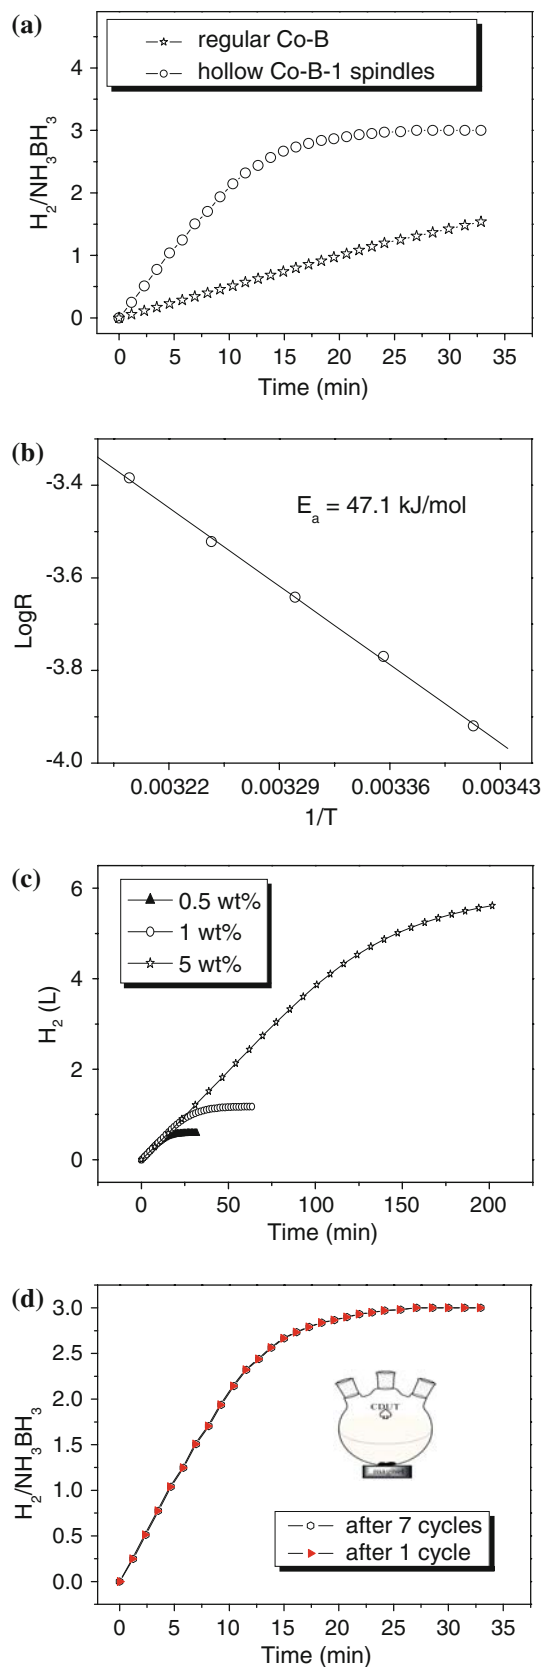 (a)
regular Co-B
hollow Co-B-1 spindles
H₂/NH₃BH₃
4
3
2
1
0
0 5 10 15 20 25 30 35
Time (min)
(b)
Eₐ = 47.1 kJ/mol
LogR
-3.4
-3.6
-3.8
-4.0
0.00322 0.00329 0.00336 0.00343
1/T
(c)
0.5 wt%
1 wt%
5 wt%
H₂ (L)
6
4
2
0
0 50 100 150 200
Time (min)
(d)
H₂/NH₃BH₃
3.0
2.5
2.0
1.5
1.0
0.5
0.0
CDUT
after 7 cycles
after 1 cycle
0 5 10 15 20 25 30 35
Time (min)